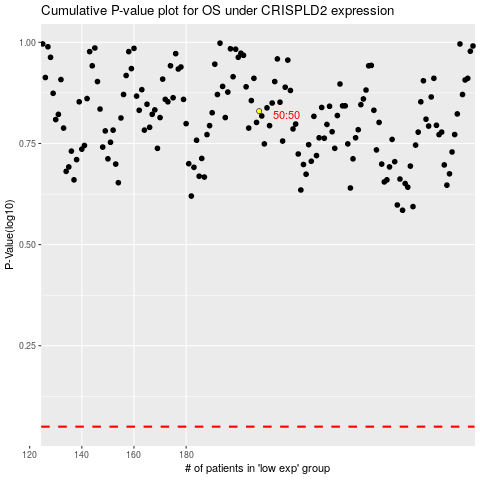 Cumulative P-value plot for OS under CRISPLD2 expression
1.00
0.75
0.50
0.25
P-Value(log10)
50:50
120 140 160 180
# of patients in 'low exp' group